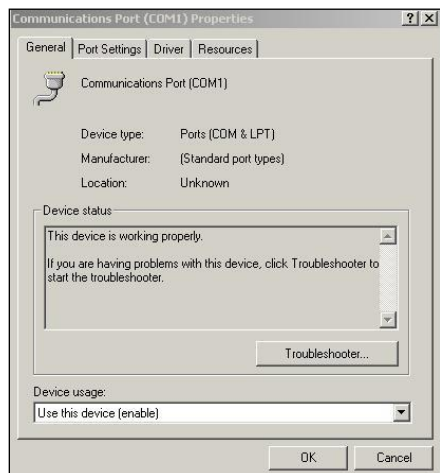 Communications Port (COM1) Properties
General Port Settings Driver Resources
Communications Port (COM1)
Device type: Ports (COM & LPT)
Manufacturer: (Standard port types)
Location: Unknown
Device status
This device is working properly.
If you are having problems with this device, click Troubleshooter to
start the troubleshooter.
Troubleshooter...
Device usage:
Use this device (enable)
OK Cancel